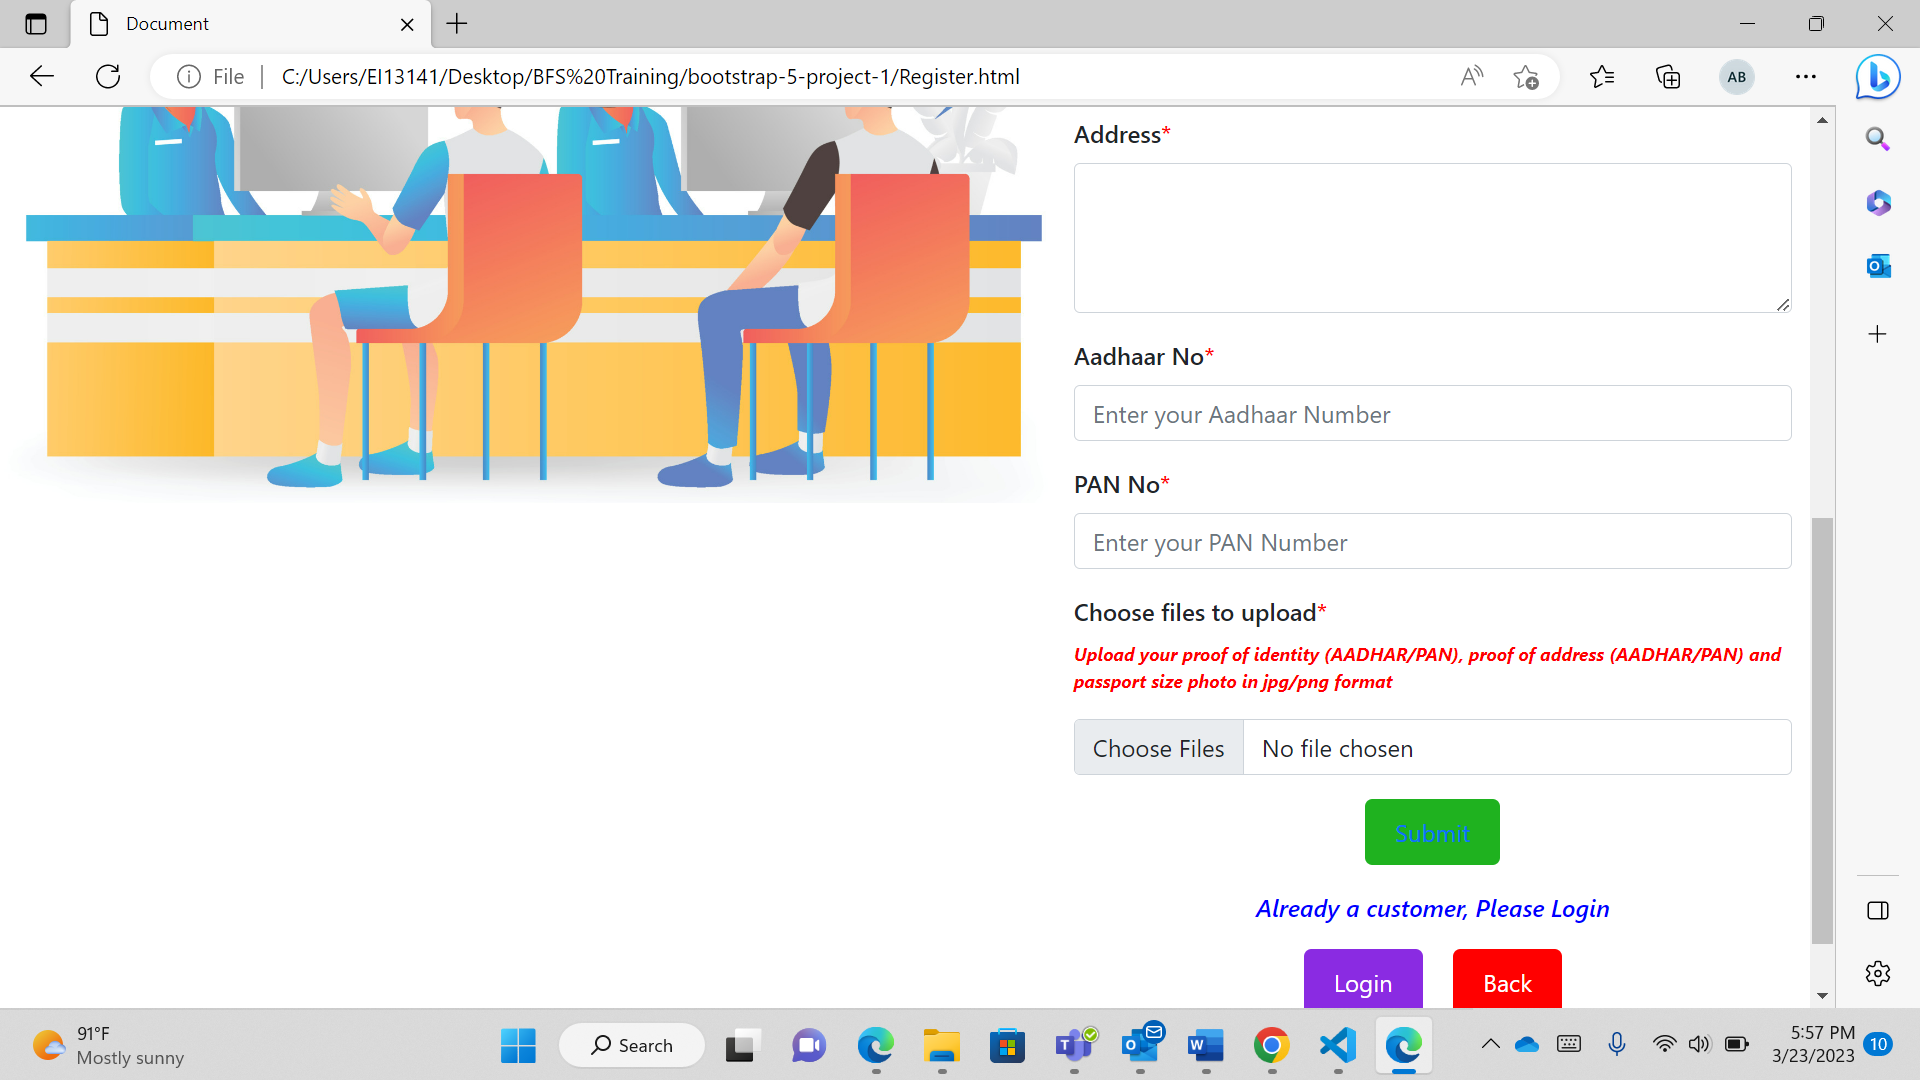 Document
File
C:/Users/EI13141/Desktop/BFS%20Training/bootstrap-5-project-1/Register.html
AB
Address*
Aadhaar No*
Enter your Aadhaar Number
PAN No*
Enter your PAN Number
Choose files to upload*
Upload your proof of identity (AADHAR/PAN), proof of address (AADHAR/PAN) and
passport size photo in jpg/png format
Choose Files No file chosen
Submit
Already a customer, Please Login
Login Back
91°F
Mostly sunny
Search
5:57 PM
3/23/2023
10